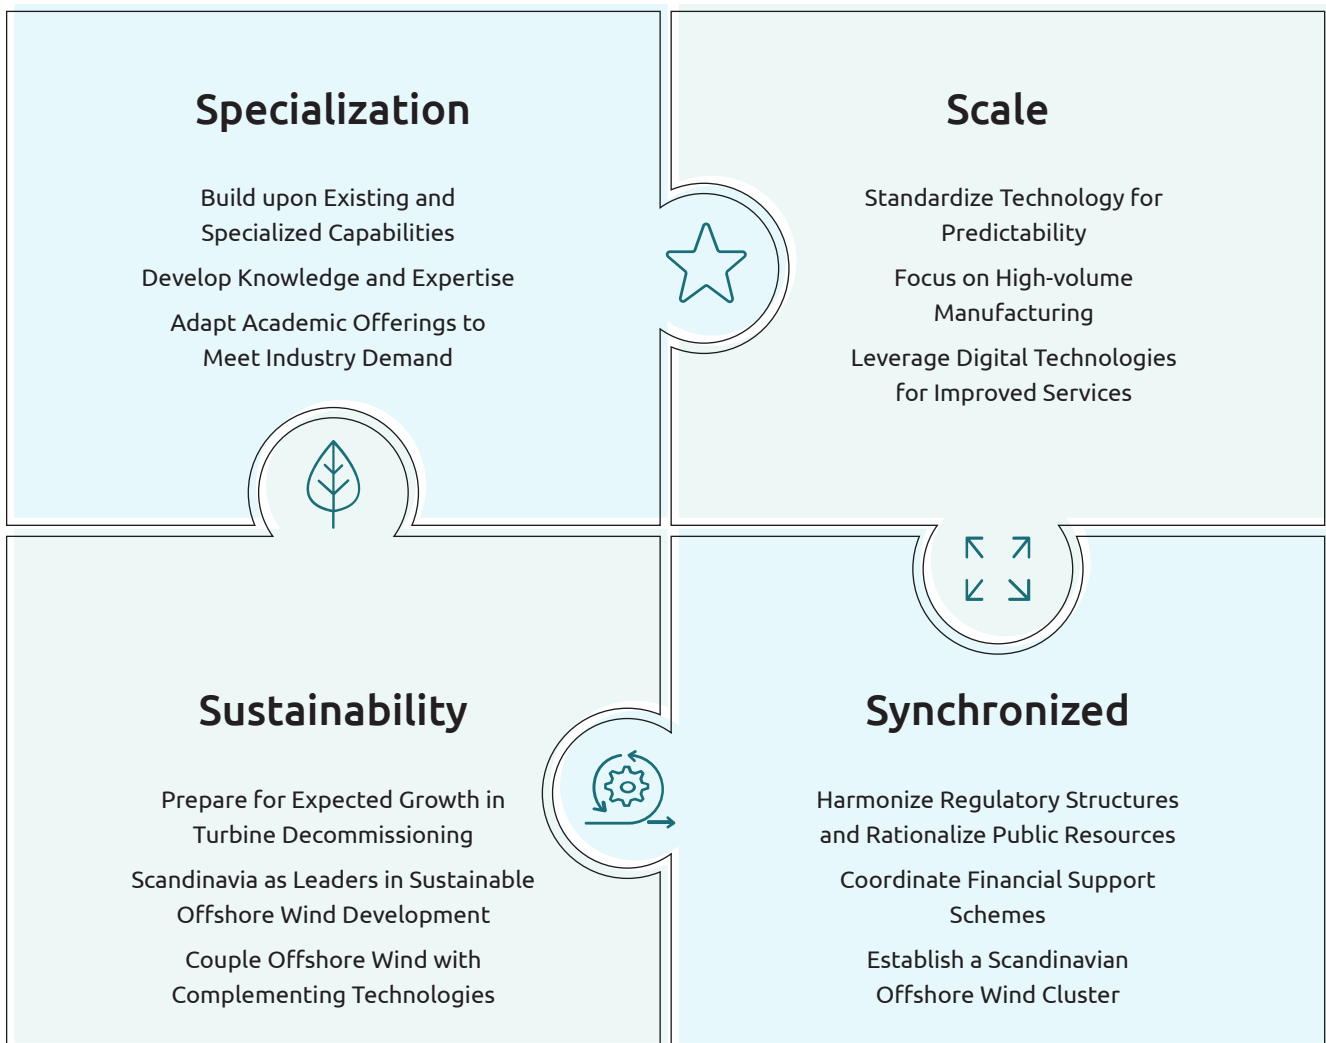 Specialization
Build upon Existing and
Specialized Capabilities
Develop Knowledge and Expertise
Adapt Academic Offerings to
Meet Industry Demand
Scale
Standardize Technology for
Predictability
Focus on High-volume
Manufacturing
Leverage Digital Technologies
for Improved Services
Sustainability
Prepare for Expected Growth in
Turbine Decommissioning
Scandinavia as Leaders in Sustainable
Offshore Wind Development
Couple Offshore Wind with
Complementing Technologies
Synchronized
Harmonize Regulatory Structures
and Rationalize Public Resources
Coordinate Financial Support
Schemes
Establish a Scandinavian
Offshore Wind Cluster